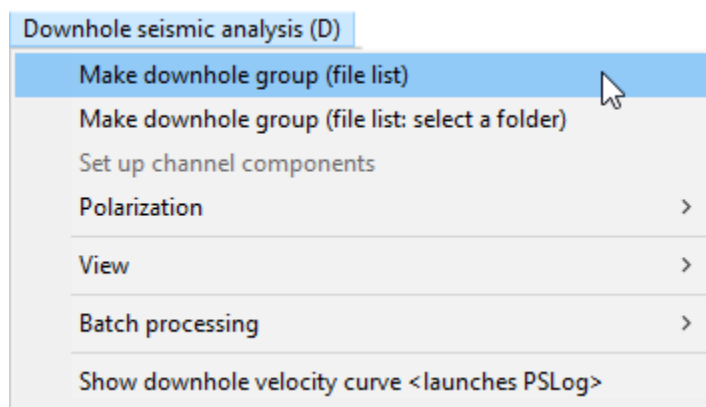 Downhole seismic analysis (D)
Make downhole group (file list)
Make downhole group (file list: select a folder)
Set up channel components
Polarization
View
Batch processing
Show downhole velocity curve <launches PSLog>